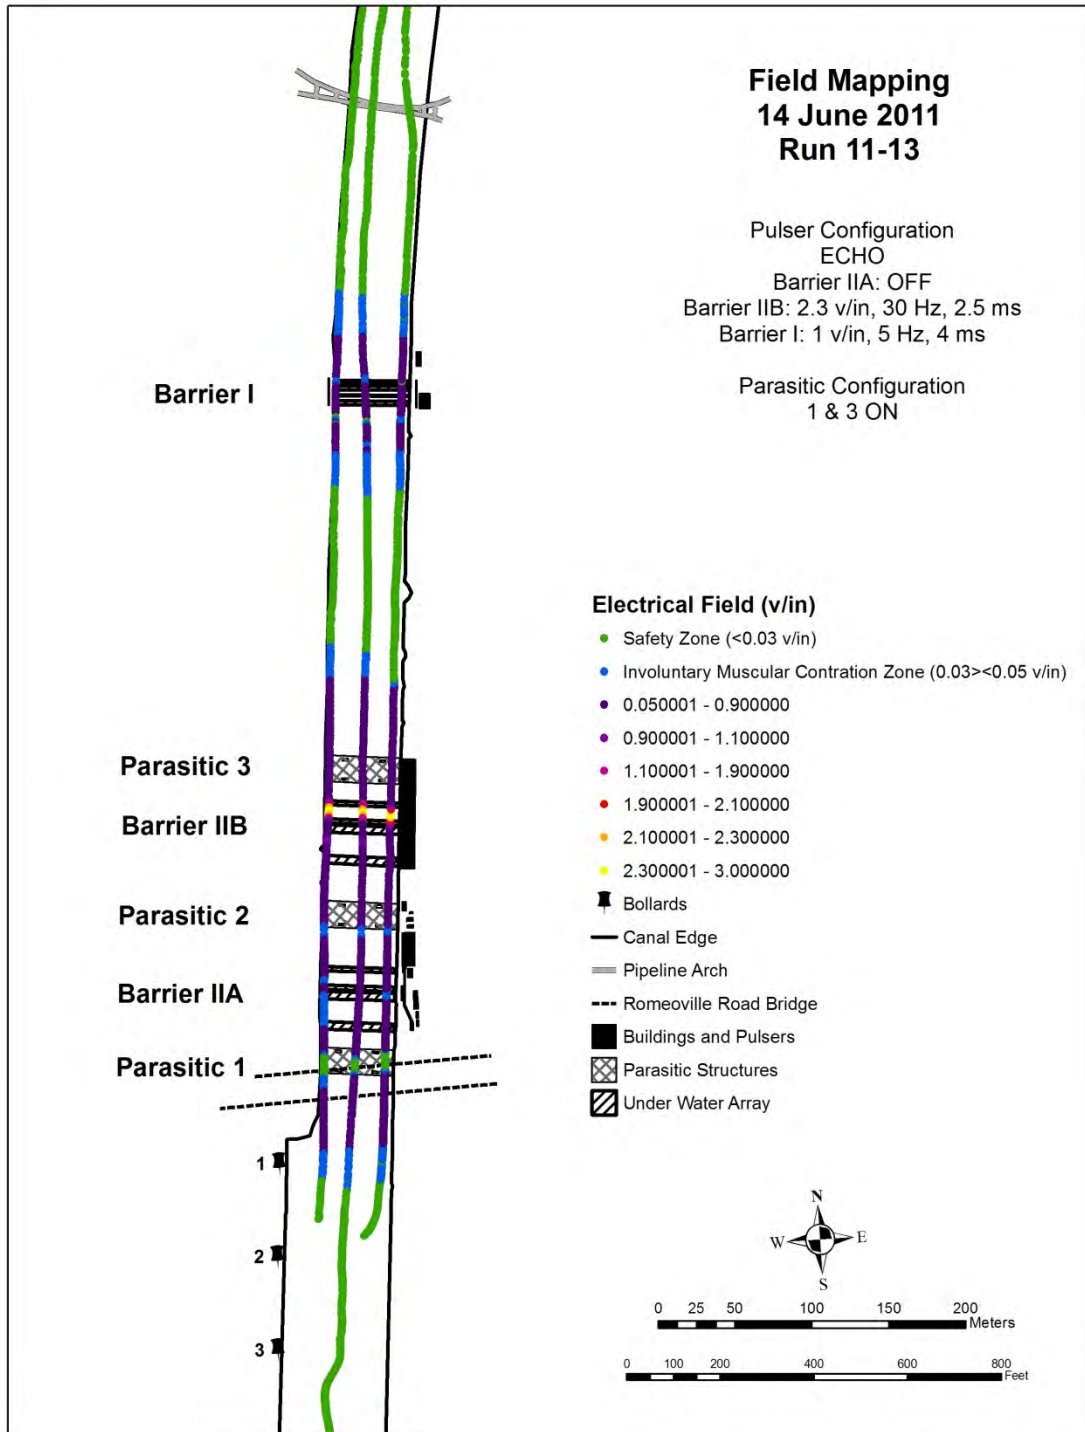 Field Mapping
14 June 2011
Run 11-13
Pulser Configuration
ECHO
Barrier IIA: OFF
Barrier IIB: 2.3 v/in, 30 Hz, 2.5 ms
Barrier I: 1 v/in, 5 Hz, 4 ms
Parasitic Configuration
1 & 3 ON
Barrier I
Parasitic 3
Barrier IIB
Parasitic 2
Barrier IIA
Parasitic 1
1
2
3
Electrical Field (v/in)
Safety Zone (<0.03 v/in)
Involuntary Muscular Contration Zone (0.03><0.05 v/in)
0.050001 - 0.900000
0.900001 - 1.100000
1.100001 - 1.900000
1.900001 - 2.100000
2.100001 - 2.300000
2.300001 - 3.000000
Bollards
Canal Edge
Pipeline Arch
Romeoville Road Bridge
Buildings and Pulsers
Parasitic Structures
Under Water Array
N
W E
S
0 25 50 100 150 200
Meters
0 100 200 400 600 800
Feet